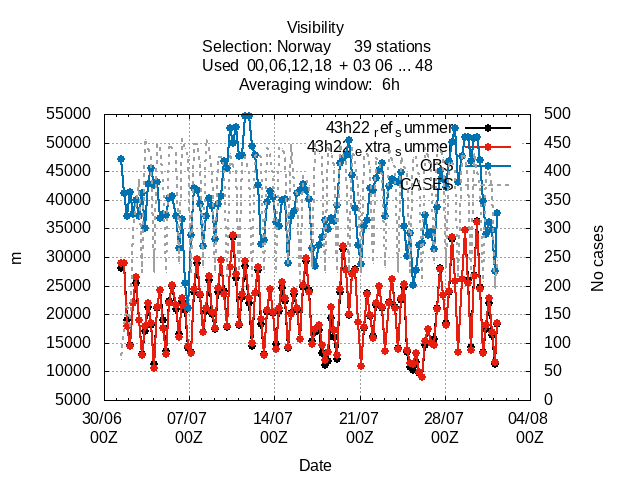 Visibility
Selection: Norway 39 stations
Used 00,06,12,18 + 03 06 ... 48
Averaging window: 6h
43h22_ref_summer
43h22_extra_summer
OBS
CASES
55000
50000
45000
40000
35000
30000
25000
20000
15000
10000
5000
500
450
400
350
300
250
200
150
100
50
0
m
No cases
30/06 00Z
07/07 00Z
14/07 00Z
21/07 00Z
28/07 00Z
04/08 00Z
Date